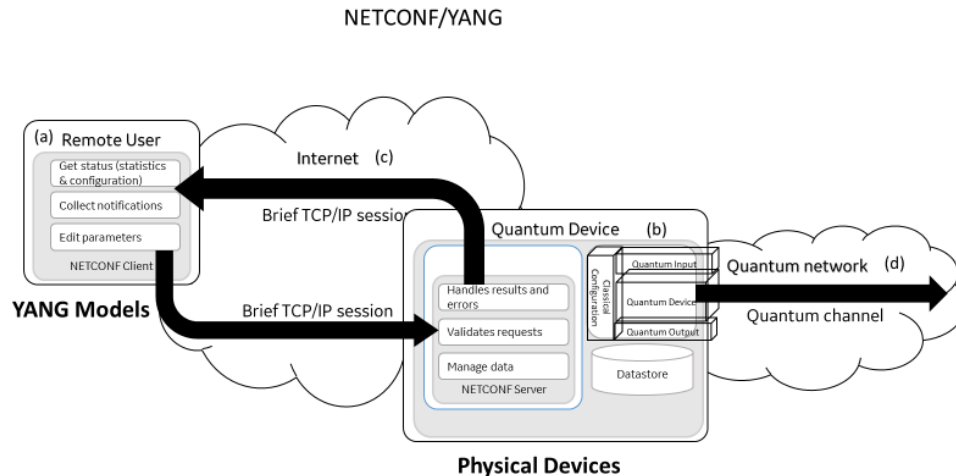 NETCONF/YANG
(a) Remote User
Get status (statistics
& configuration)
Collect notifications
Edit parameters
NETCONF Client
YANG Models
Internet (c)
Brief TCP/IP session
Brief TCP/IP session
Quantum Device (b)
Handles results and
errors
Validates requests
Manage data
NETCONF Server
Classical
Configuration
Quantum Input
Quantum Device
Quantum Output
Datastore
Physical Devices
Quantum network (d)
Quantum channel